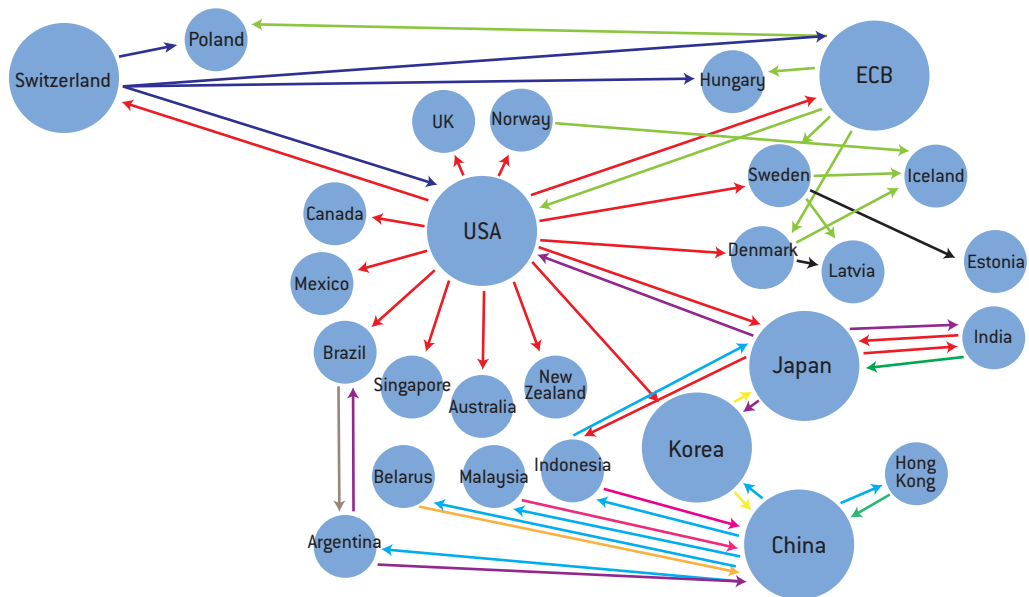 Poland
Switzerland
Hungary
ECB
UK
Norway
Sweden
Iceland
Canada
USA
Denmark
Latvia
Estonia
Mexico
Brazil
Japan
India
Singapore
Australia
New
Zealand
Korea
Belarus
Malaysia
Indonesia
Hong
Kong
Argentina
China